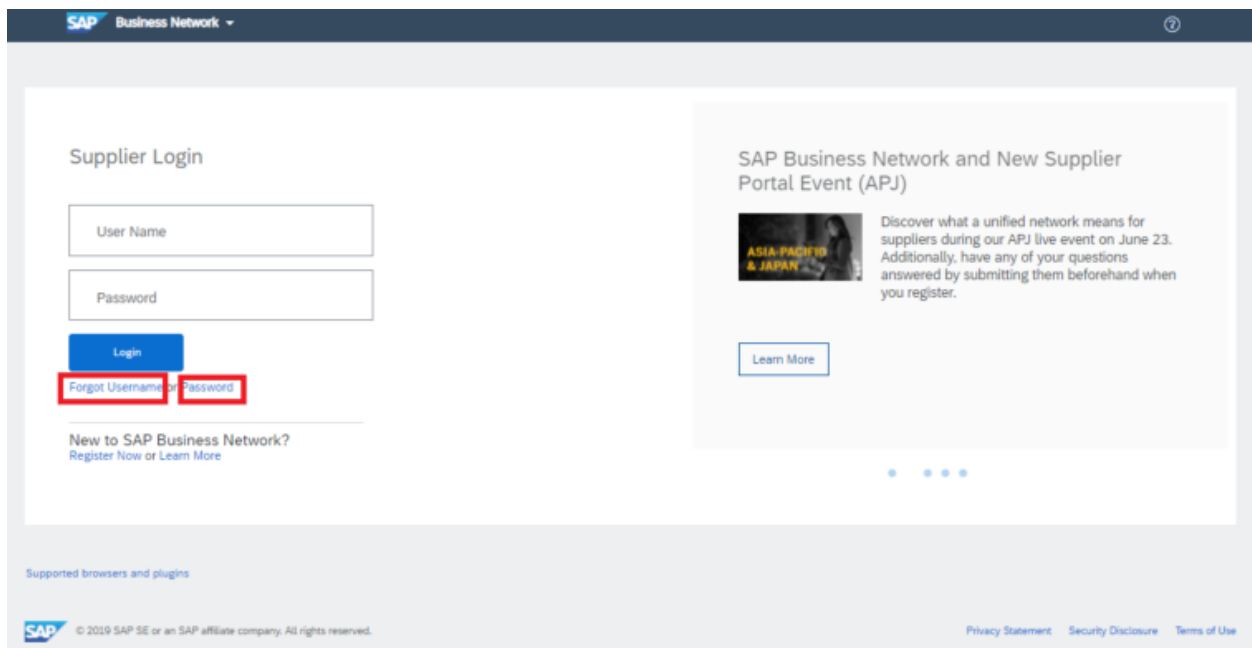 SAP Business Network
Supplier Login
User Name
Password
Login
Forgot Username or Password
New to SAP Business Network?
Register Now or Learn More
SAP Business Network and New Supplier
Portal Event (APJ)
ASIA-PACIFIC
& JAPAN
Discover what a unified network means for
suppliers during our APJ live event on June 23.
Additionally, have any of your questions
answered by submitting them beforehand when
you register.
Learn More
Supported browsers and plugins
SAP © 2019 SAP SE or an SAP affiliate company. All rights reserved.
Privacy Statement Security Disclosure Terms of Use